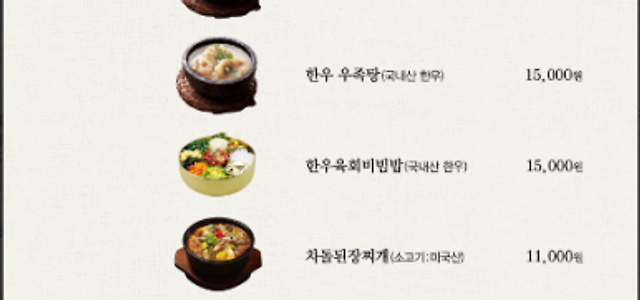 한우 우족탕(국내산 한우) 15,000원
한우육회비빔밥(국내산 한우) 15,000원
차돌된장찌개(소고기:미국산) 11,000원